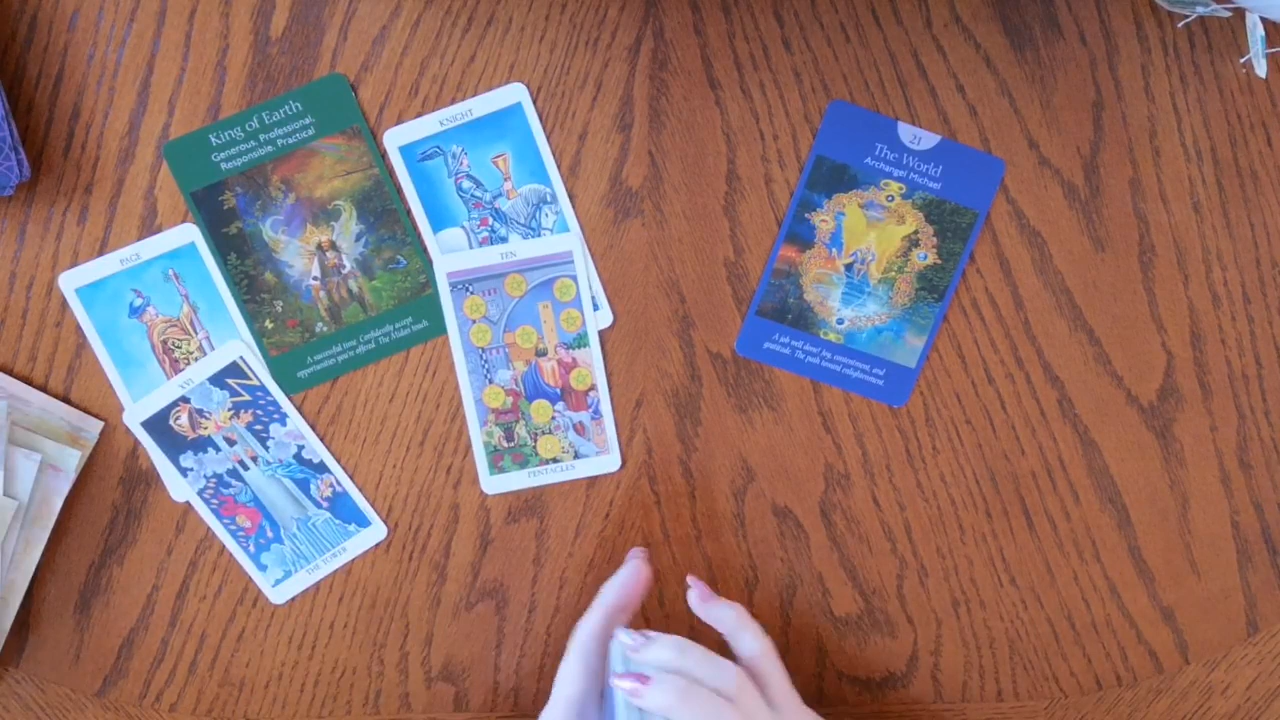 King of Earth
Generous, Professional,
Responsible, Practical
A successful time. Confidently accept
opportunities you're offered. The Midas touch.
KNIGHT
PAGE
TEN
PENTACLES
XVI
THE TOWER
21
The World
Archangel Michael
A job well done! Joy, contentment, and
gratitude. The path toward enlightenment.